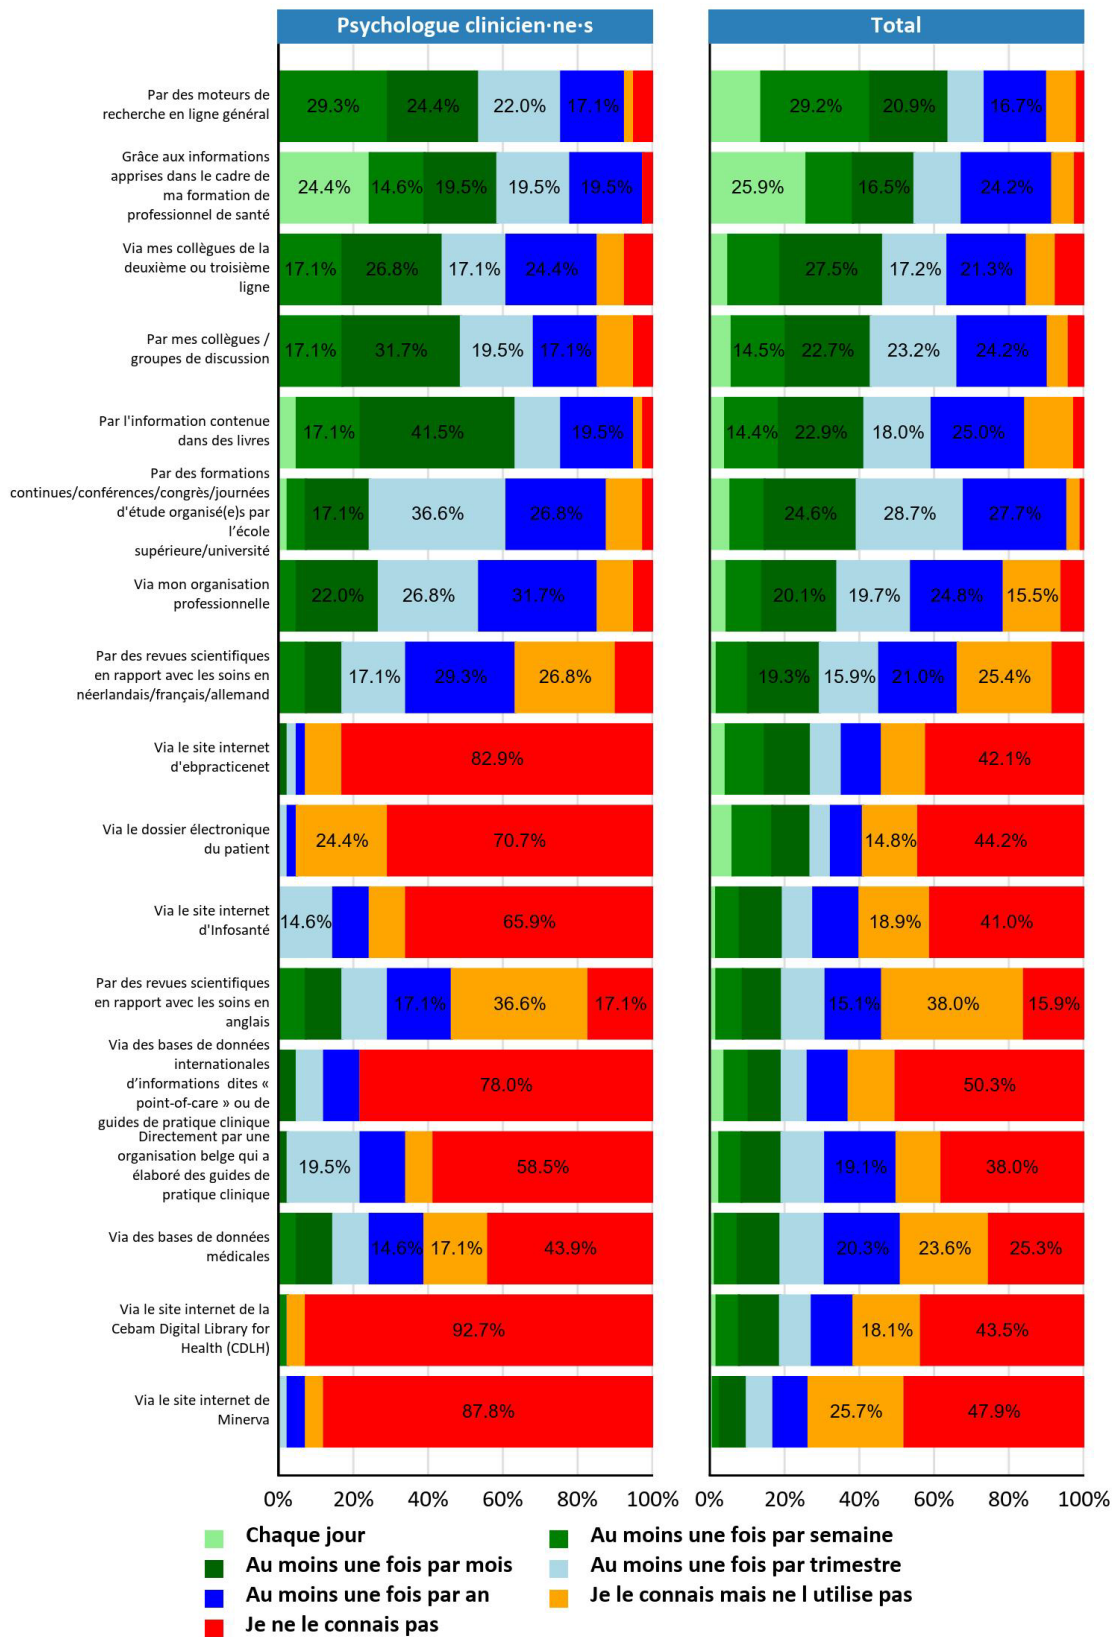 Psychologue clinicien·ne·s
Total
Par des moteurs de
recherche en ligne général
29.3%
24.4%
22.0%
17.1%
29.2%
20.9%
16.7%
Grâce aux informations
apprises dans le cadre de
ma formation de
professionnel de santé
24.4%
14.6%
19.5%
19.5%
19.5%
25.9%
16.5%
24.2%
Via mes collègues de la
deuxième ou troisième
ligne
17.1%
26.8%
17.1%
24.4%
27.5%
17.2%
21.3%
Par mes collègues /
groupes de discussion
17.1%
31.7%
19.5%
17.1%
14.5%
22.7%
23.2%
24.2%
Par l'information contenue
dans des livres
17.1%
41.5%
19.5%
14.4%
22.9%
18.0%
25.0%
Par des formations
continues/conférences/congrès/journées
d'étude organisé(e)s par
l’école
supérieure/université
17.1%
36.6%
26.8%
24.6%
28.7%
27.7%
Via mon organisation
professionnelle
22.0%
26.8%
31.7%
20.1%
19.7%
24.8%
15.5%
Par des revues scientifiques
en rapport avec les soins en
néerlandais/français/allemand
17.1%
29.3%
26.8%
19.3%
15.9%
21.0%
25.4%
Via le site internet
d'ebpracticenet
82.9%
42.1%
Via le dossier électronique
du patient
24.4%
70.7%
14.8%
44.2%
Via le site internet
d'Infosanté
14.6%
65.9%
18.9%
41.0%
Par des revues scientifiques
en rapport avec les soins en
anglais
17.1%
36.6%
17.1%
15.1%
38.0%
15.9%
Via des bases de données
internationales
d’informations dites «
point-of-care » ou de
guides de pratique clinique
78.0%
50.3%
Directement par une
organisation belge qui a
élaboré des guides de
pratique clinique
19.5%
58.5%
19.1%
38.0%
Via des bases de données
médicales
14.6%
17.1%
43.9%
20.3%
23.6%
25.3%
Via le site internet de la
Cebam Digital Library for
Health (CDLH)
92.7%
18.1%
43.5%
Via le site internet de
Minerva
87.8%
25.7%
47.9%
0% 20% 40% 60% 80% 100%
0% 20% 40% 60% 80% 100%
Chaque jour
Au moins une fois par semaine
Au moins une fois par mois
Au moins une fois par trimestre
Au moins une fois par an
Je le connais mais ne l utilise pas
Je ne le connais pas